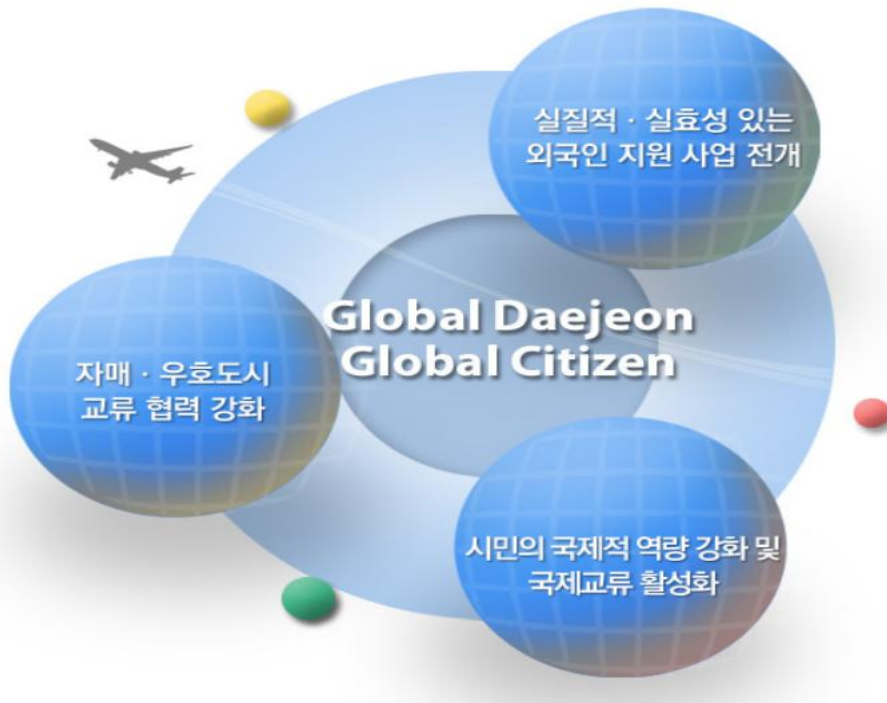 실질적 · 실효성 있는
외국인 지원 사업 전개
Global Daejeon
Global Citizen
자매 · 우호도시
교류 협력 강화
시민의 국제적 역량 강화 및
국제교류 활성화